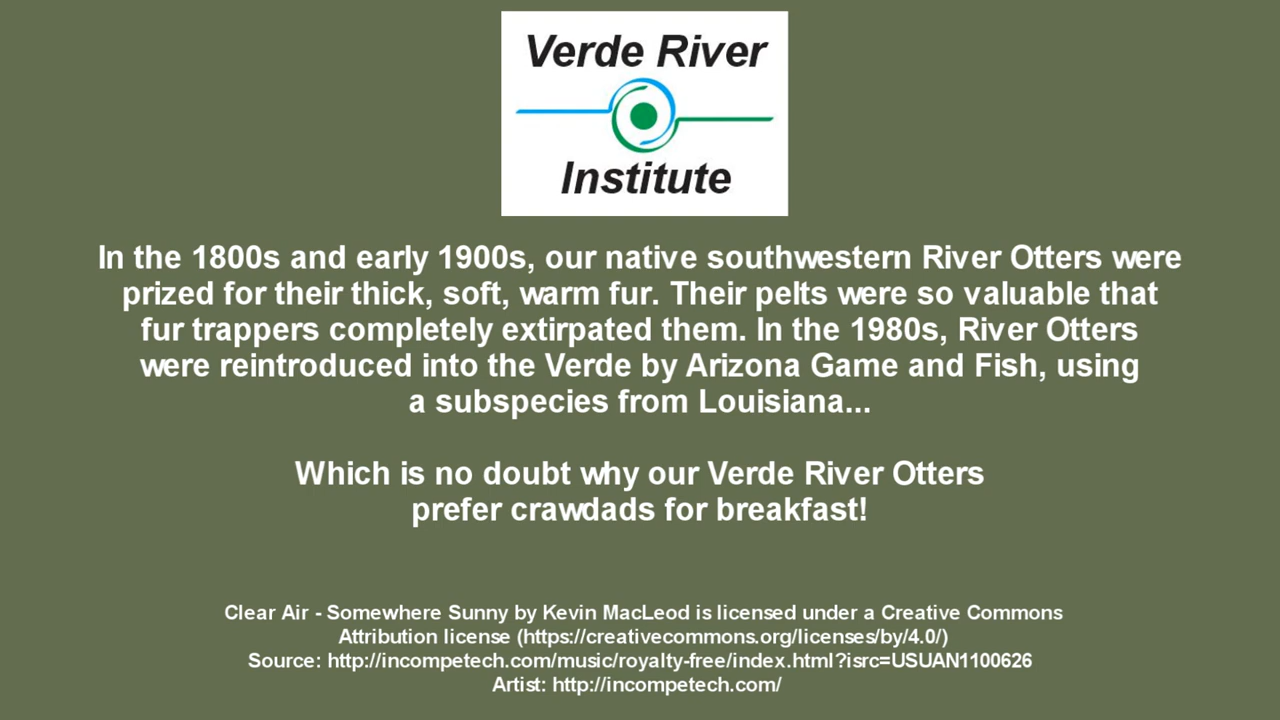 Verde River
Institute
In the 1800s and early 1900s, our native southwestern River Otters were
prized for their thick, soft, warm fur. Their pelts were so valuable that
fur trappers completely extirpated them. In the 1980s, River Otters
were reintroduced into the Verde by Arizona Game and Fish, using
a subspecies from Louisiana...
Which is no doubt why our Verde River Otters
prefer crawdads for breakfast!
Clear Air - Somewhere Sunny by Kevin MacLeod is licensed under a Creative Commons
Attribution license (https://creativecommons.org/licenses/by/4.0/)
Source: http://incompetech.com/music/royalty-free/index.html?isrc=USUAN1100626
Artist: http://incompetech.com/